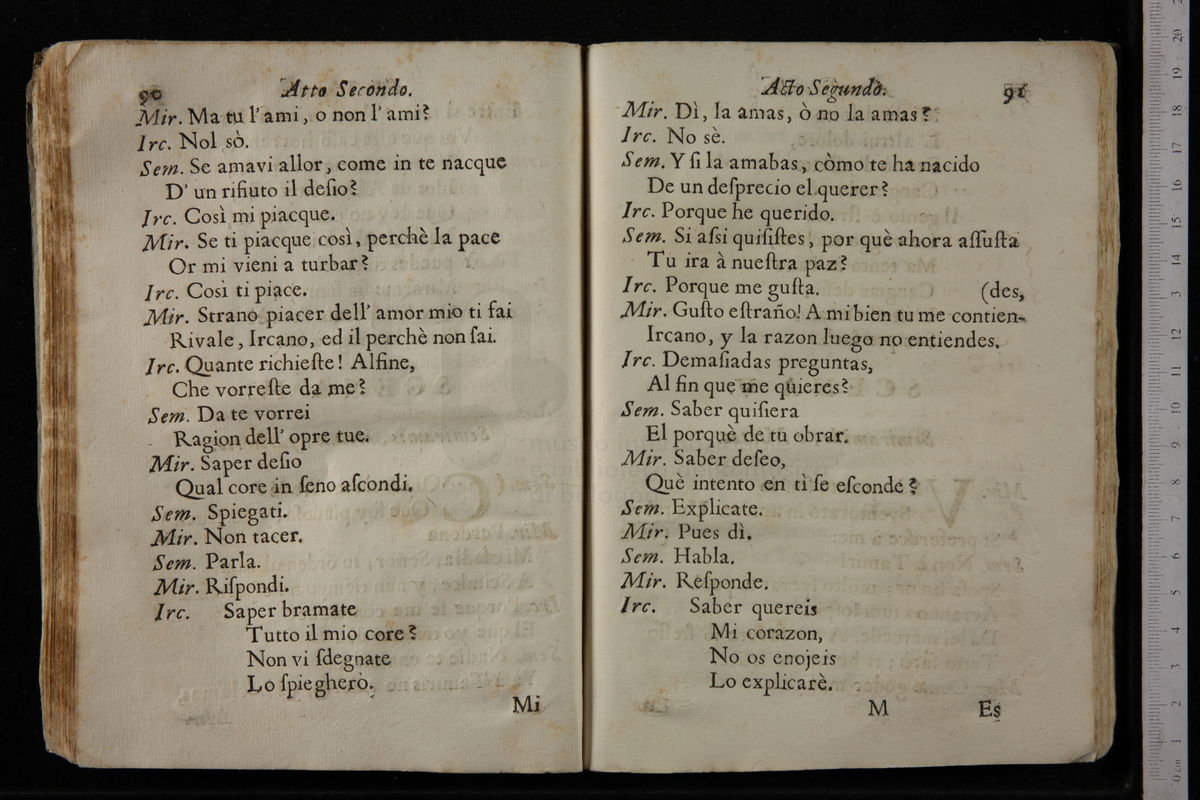 90
Atto Secondo.
Mir. Ma tu l' ami, o non l' ami?
Irc. Nol sò.
Sem. Se amavi allor, come in te nacque
D' un rifiuto il deſio?
Irc. Così mi piacque.
Mir. Se ti piacque così, perchè la pace
Or mi vieni a turbar?
Irc. Così ti piace.
Mir. Strano piacer dell' amor mio ti fai
Rivale, Ircano, ed il perchè non ſai.
Irc. Quante richieſte! Alfine,
Che vorreſte da me?
Sem. Da te vorrei
Ragion dell' opre tue.
Mir. Saper deſio
Qual core in ſeno aſcondi.
Sem. Spiegati.
Mir. Non tacer.
Sem. Parla.
Mir. Riſpondi.
Irc. Saper bramate
Tutto il mio core?
Non vi ſdegnate
Lo ſpiegherò.
Mi
Acto Segundo.
91
Mir. Dì, la amas, ò no la amas?
Irc. No sè.
Sem. Y ſi la amabas, còmo te ha nacido
De un deſprecio el querer?
Irc. Porque he querido.
Sem. Si aſsi quiſiſtes, por què ahora aſſuſta
Tu ira à nueſtra paz?
Irc. Porque me guſta. (des,
Mir. Guſto eſtraño! A mi bien tu me contien-
Ircano, y la razon luego no entiendes.
Irc. Demaſiadas preguntas,
Al fin que me quieres?
Sem. Saber quiſiera
El porquè de tu obrar.
Mir. Saber deſeo,
Què intento en tì ſe eſconde?
Sem. Explicate.
Mir. Pues dì.
Sem. Habla.
Mir. Reſponde.
Irc. Saber quereis
Mi corazon,
No os enojeis
Lo explicarè.
M Es